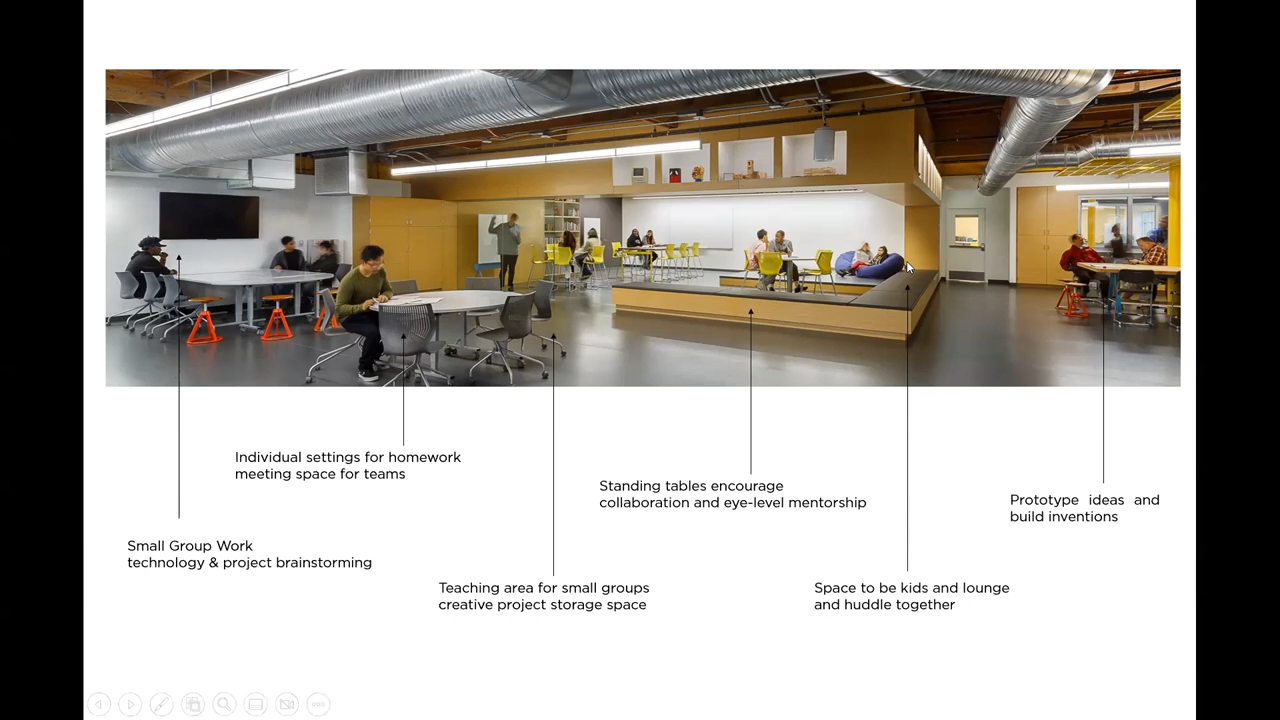 Individual settings for homework
meeting space for teams
Standing tables encourage
collaboration and eye-level mentorship
Prototype ideas and
build inventions
Small Group Work
technology & project brainstorming
Teaching area for small groups
creative project storage space
Space to be kids and lounge
and huddle together